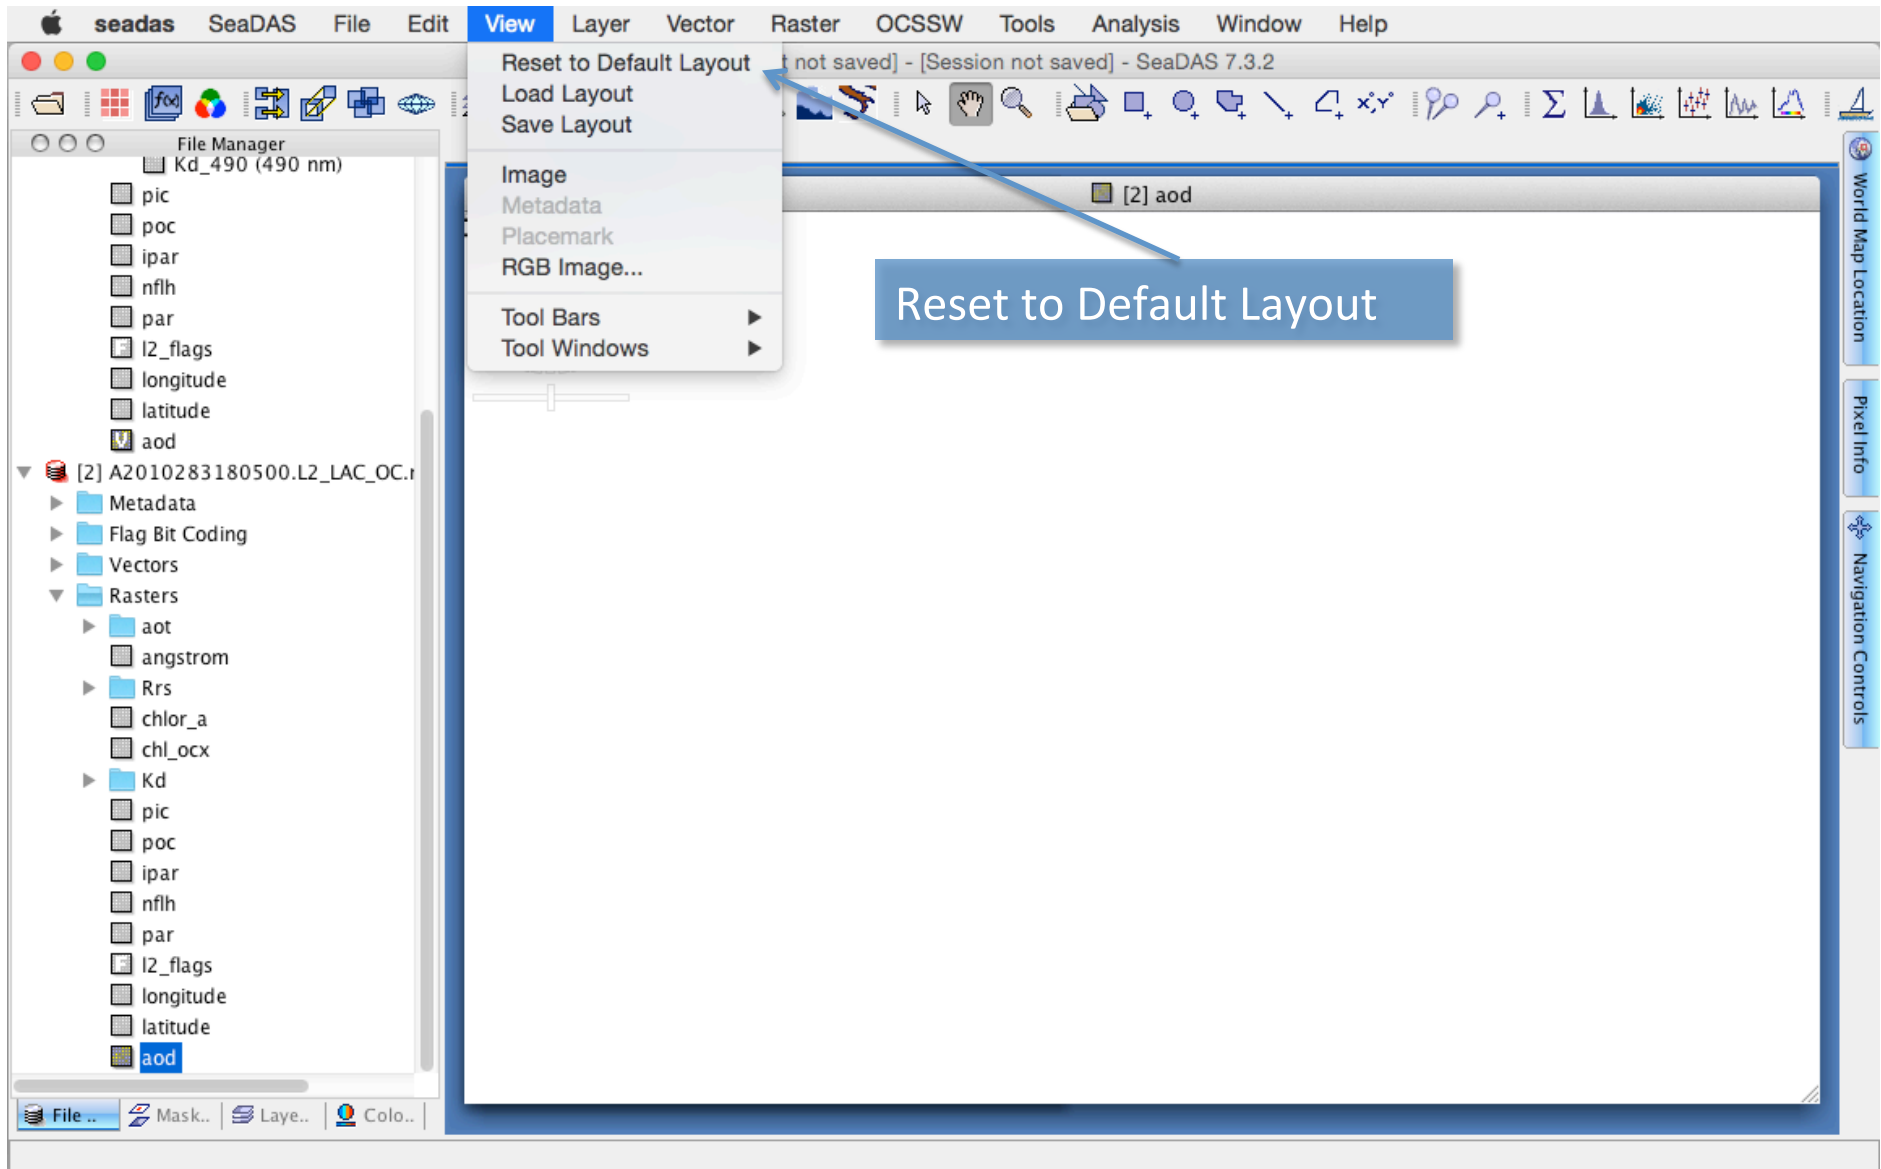 seadas SeaDAS File Edit View Layer Vector Raster OCSSW Tools Analysis Window Help
not saved] - [Session not saved] - SeaDAS 7.3.2
Reset to Default Layout
Load Layout
Save Layout
Image
Metadata
Placemark
RGB Image...
Tool Bars
Tool Windows
File Manager
Kd_490 (490 nm)
pic
poc
ipar
nflh
par
l2_flags
longitude
latitude
aod
[2] A2010283180500.L2_LAC_OC.
Metadata
Flag Bit Coding
Vectors
Rasters
aot
angstrom
Rrs
chlor_a
chl_ocx
Kd
pic
poc
ipar
nflh
par
l2_flags
longitude
latitude
aod
File ..
Mask..
Laye..
Colo..
[2] aod
Reset to Default Layout
World Map Location
Pixel Info
Navigation Controls